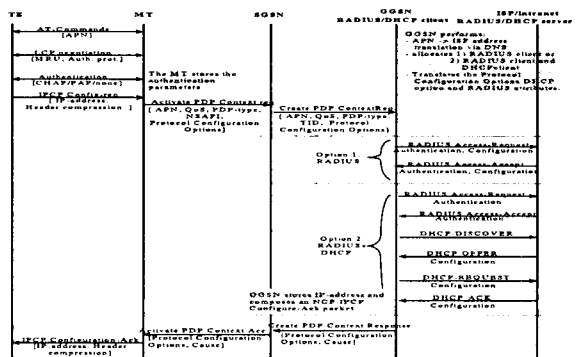 TE
MT
SGSN
GGSN
RADIUS/DHCP client
ISP/Intranet
RADIUS/DHCP server
AT-Commands
[APN]
LCP negotiation
(MRU, Auth. prot.)
Authentication
(CHAP/PAP/none)
The MT stores the
authentication
parameters
IPCP Config-req
[IP-address,
Header compression]
Activate PDP Context req
[APN, QoS, PDP-type,
NSAPI,
Protocol Configuration
Options]
Create PDP ContextReq
[APN, QoS, PDP-type,
TID, Protocol
Configuration Options]
GGSN performs:
- APN -> ISP address
translation via DNS
- allocates 1) RADIUS client or
2) RADIUS client and
DHCP client
- Translates the Protocol
Configuration Options DHCP
option and RADIUS attributes.
Option 1
RADIUS
RADIUS Access-Request
Authentication, Configuration
RADIUS Access-Accept
Authentication, Configuration
Option 2
RADIUS+
DHCP
RADIUS Access-Request
Authentication
RADIUS Access-Accept
Authentication
DHCP-DISCOVER
DHCP OFFER
Configuration
DHCP-REQUEST
Configuration
DHCP ACK
Configuration
GGSN stores IP-address and
composes an NCP-IPCP
Configure-Ack packet
Create PDP Context Response
[Protocol Configuration
Options, Cause]
Activate PDP Context Acc
[Protocol Configuration
Options, Cause]
IPCP Configuration-Ack
[IP address, Header
compression]